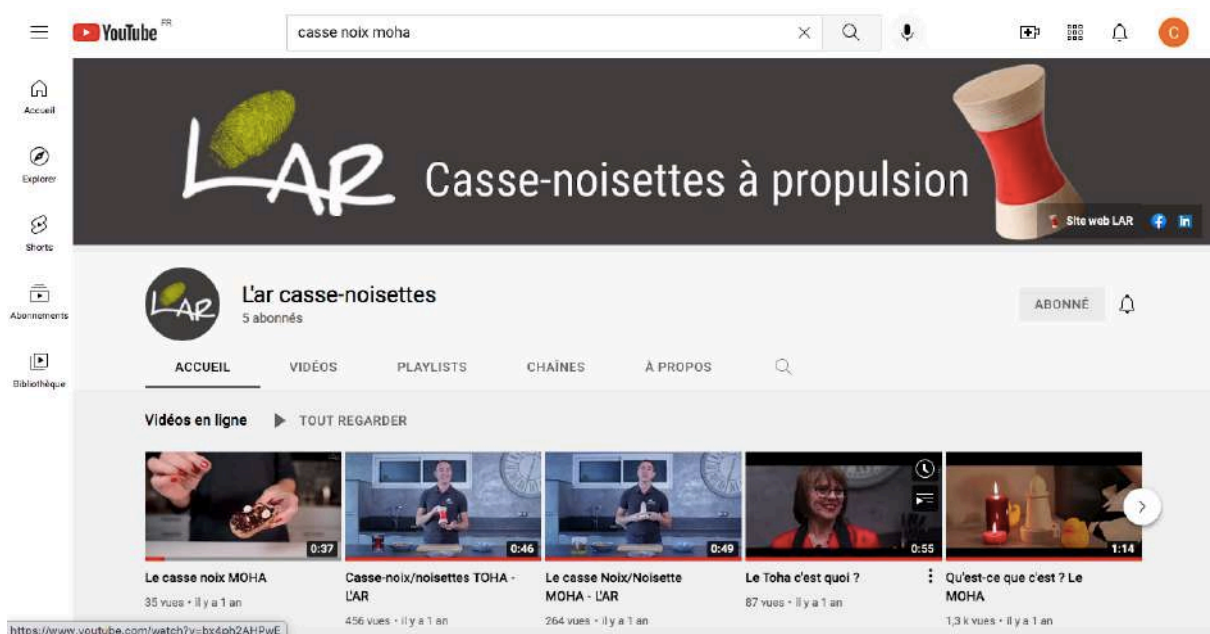 YouTube FR
casse noix moha
C
Accueil
Explorer
Shorts
Abonnements
Bibliothèque
L'AR
Casse-noisettes à propulsion
Site web LAR
L'AR
L'ar casse-noisettes
5 abonnés
ABONNÉ
ACCUEIL VIDÉOS PLAYLISTS CHAÎNES À PROPOS
Vidéos en ligne TOUT REGARDER
0:37
0:46
0:49
0:55
1:14
Le casse noix MOHA
35 vues • il y a 1 an
Casse-noix/noisettes TOHA -
L'AR
456 vues • il y a 1 an
Le casse Noix/Noisette
MOHA - L'AR
264 vues • il y a 1 an
Le Toha c'est quoi ?
87 vues • il y a 1 an
Qu'est-ce que c'est ? Le
MOHA
1,3 k vues • il y a 1 an
https://www.youtube.com/watch?v=bx4ph2AHPwE